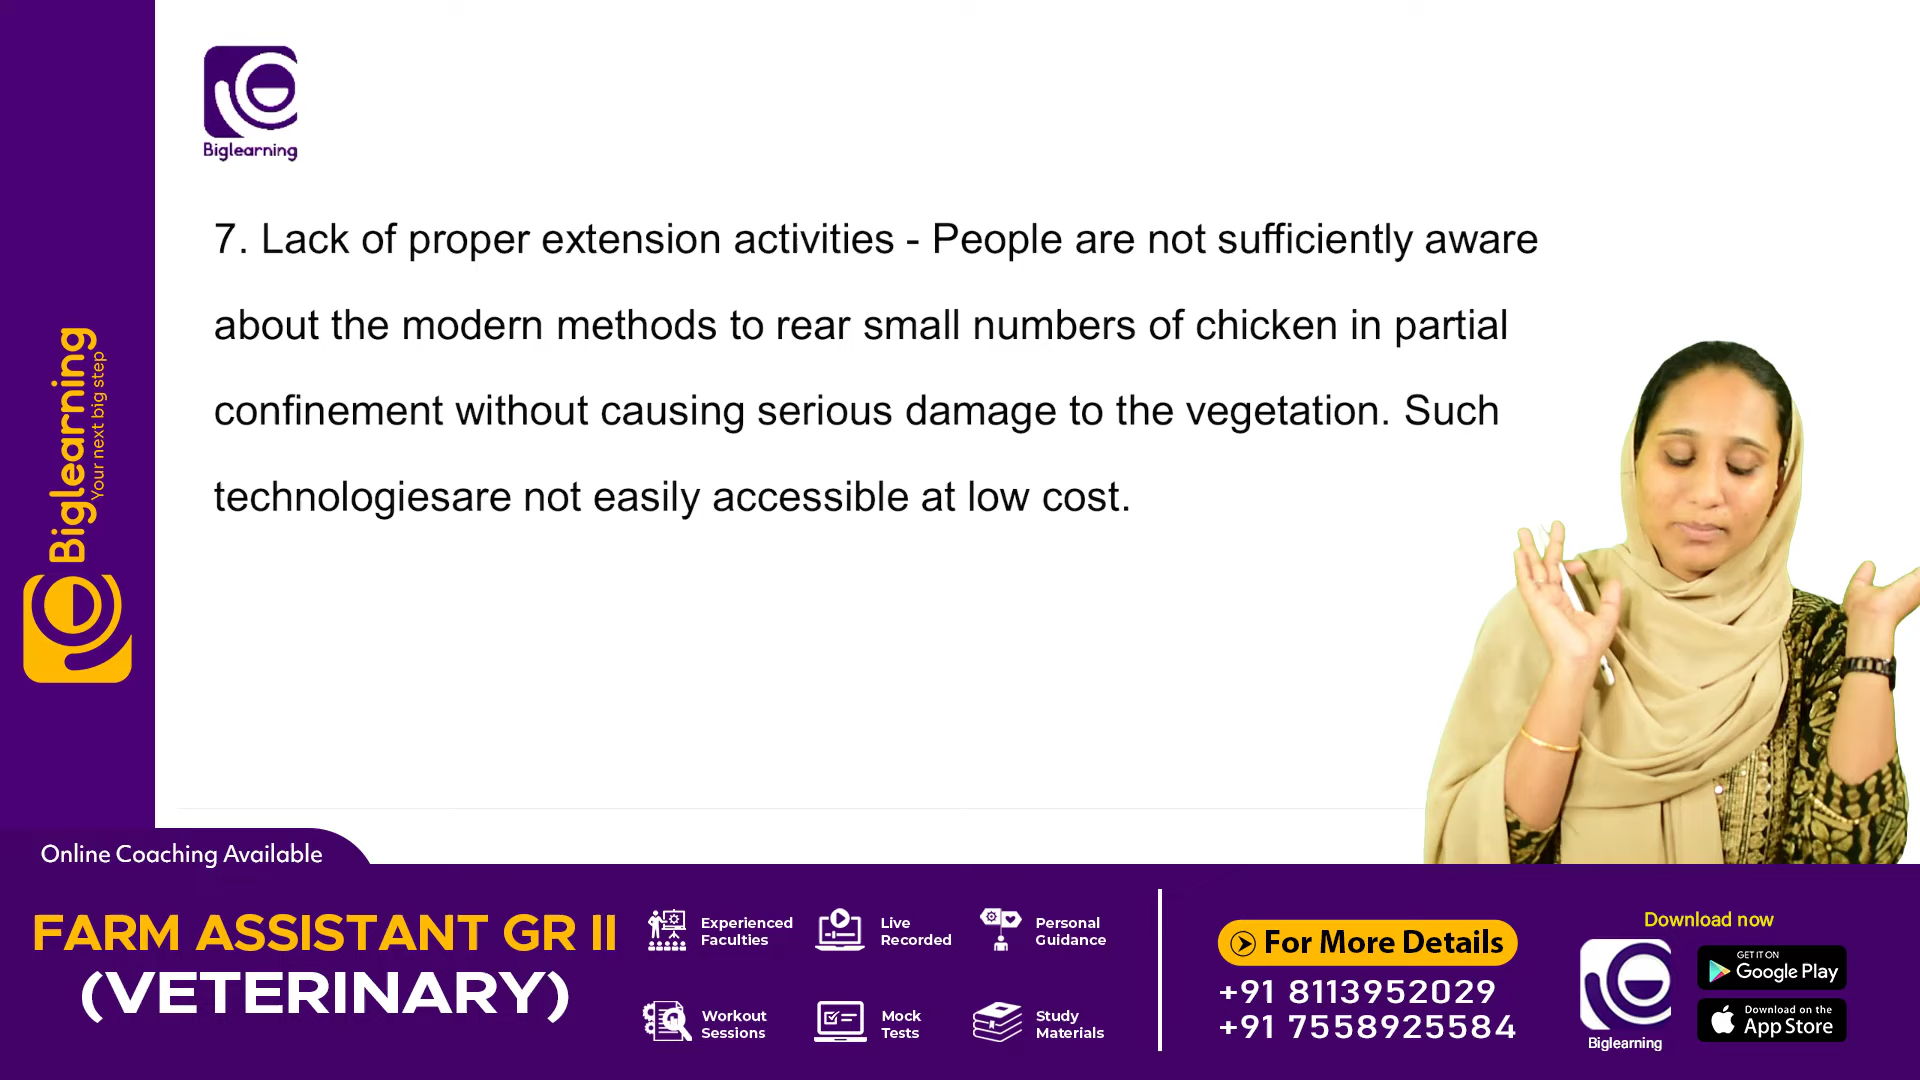 Biglearning
7. Lack of proper extension activities - People are not sufficiently aware
about the modern methods to rear small numbers of chicken in partial
confinement without causing serious damage to the vegetation. Such
technologiesare not easily accessible at low cost.
Biglearning
Your next big step
Online Coaching Available
FARM ASSISTANT GR II
(VETERINARY)
Experienced
Faculties
Live
Recorded
Personal
Guidance
Workout
Sessions
Mock
Tests
Study
Materials
For More Details
+91 8113952029
+91 7558925584
Download now
Biglearning
GET IT ON
Google Play
Download on the
App Store